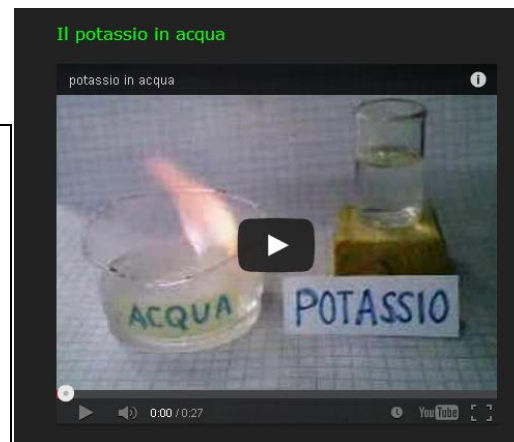 Il potassio in acqua
potassio in acqua
ACQUA
POTASSIO
0:00 / 0:27
YouTube